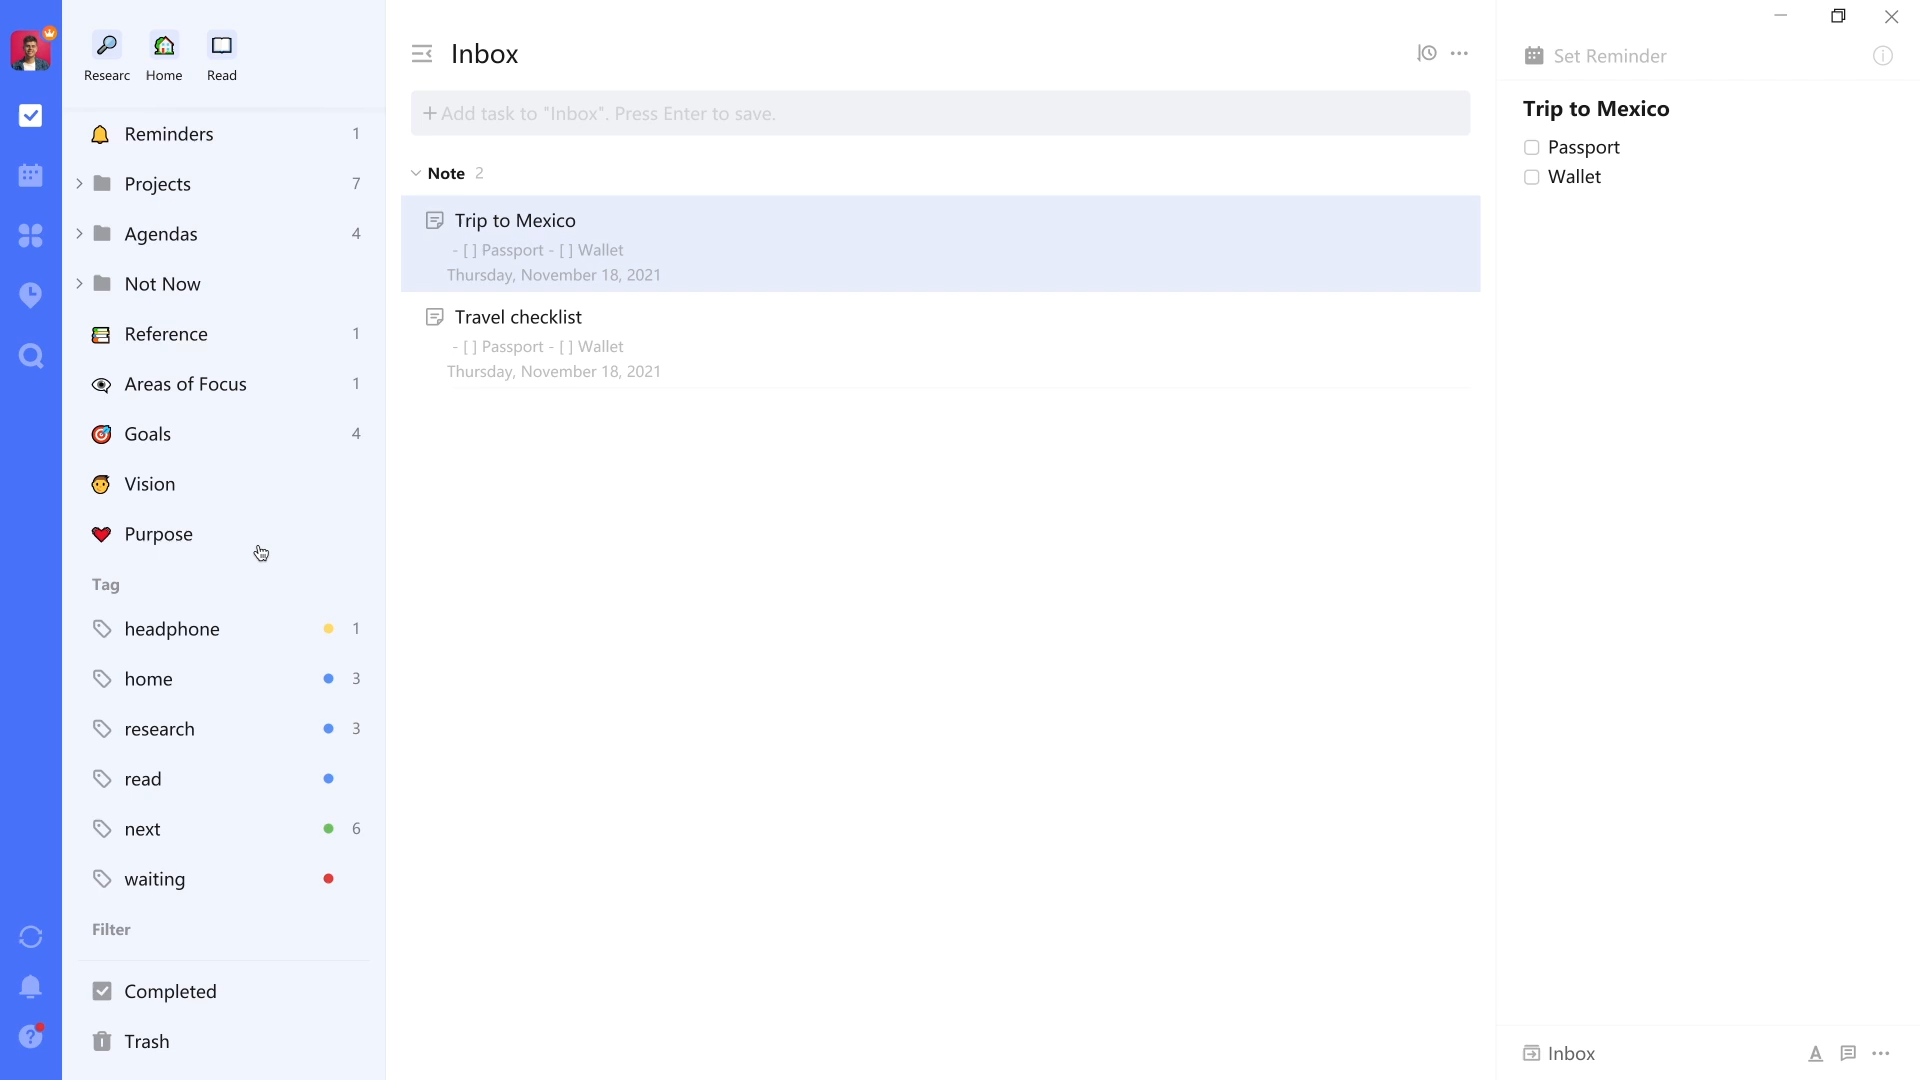 Researc Home Read
Reminders 1
Projects 7
Agendas 4
Not Now
Reference 1
Areas of Focus 1
Goals 4
Vision
Purpose
Tag
headphone 1
home 3
research 3
read
next 6
waiting
Filter
Completed
Trash
Inbox
+ Add task to "Inbox". Press Enter to save.
Note 2
Trip to Mexico
- [ ] Passport - [ ] Wallet
Thursday, November 18, 2021
Travel checklist
- [ ] Passport - [ ] Wallet
Thursday, November 18, 2021
Set Reminder
Trip to Mexico
Passport
Wallet
Inbox